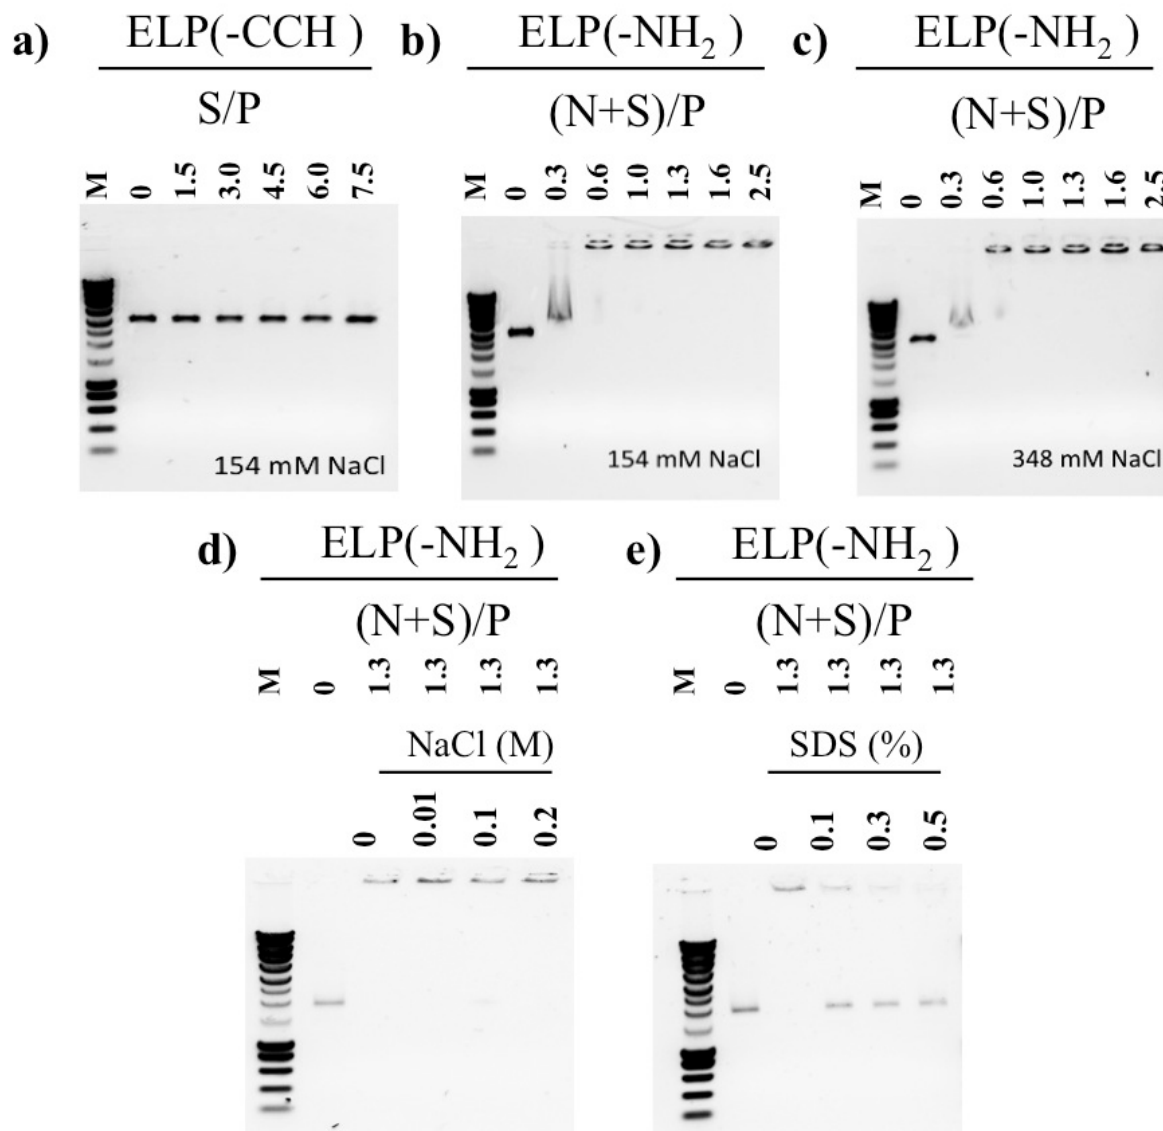 a) ELP(-CCH )
S/P
M 0 1.5 3.0 4.5 6.0 7.5
154 mM NaCl
b) ELP(-NH₂ )
(N+S)/P
M 0 0.3 0.6 1.0 1.3 1.6 2.5
154 mM NaCl
c) ELP(-NH₂ )
(N+S)/P
M 0 0.3 0.6 1.0 1.3 1.6 2.5
348 mM NaCl
d) ELP(-NH₂ )
(N+S)/P
M 0 1.3 1.3 1.3 1.3
NaCl (M)
0 0.01 0.1 0.2
e) ELP(-NH₂ )
(N+S)/P
M 0 1.3 1.3 1.3 1.3
SDS (%)
0 0.1 0.3 0.5